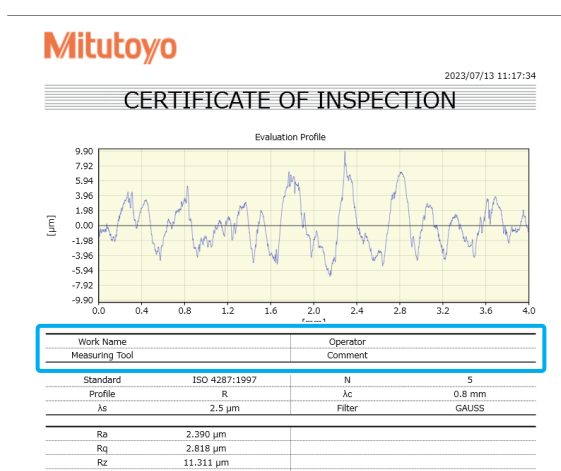 Mitutoyo
2023/07/13 11:17:34
CERTIFICATE OF INSPECTION
Evaluation Profile
9.90
7.92
5.94
3.96
1.98
0.00
-1.98
-3.96
-5.94
-7.92
-9.90
[μm]
0.0 0.4 0.8 1.2 1.6 2.0 2.4 2.8 3.2 3.6 4.0
[mm]
Work Name Operator
Measuring Tool Comment
Standard ISO 4287:1997 N 5
Profile R λc 0.8 mm
λs 2.5 μm Filter GAUSS
Ra 2.390 μm
Rq 2.818 μm
Rz 11.311 μm